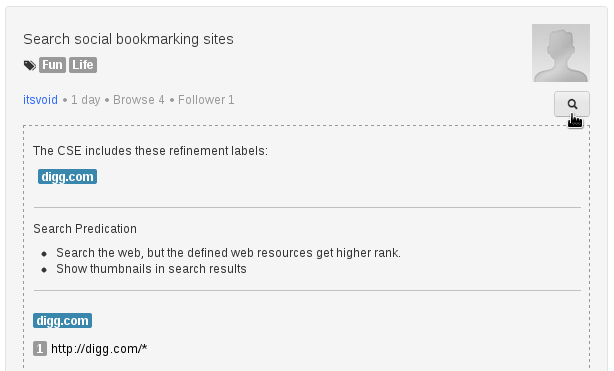 Search social bookmarking sites
Fun Life
itsvoid • 1 day • Browse 4 • Follower 1
The CSE includes these refinement labels:
digg.com
Search Predication
• Search the web, but the defined web resources get higher rank.
• Show thumbnails in search results
digg.com
1 http://digg.com/*